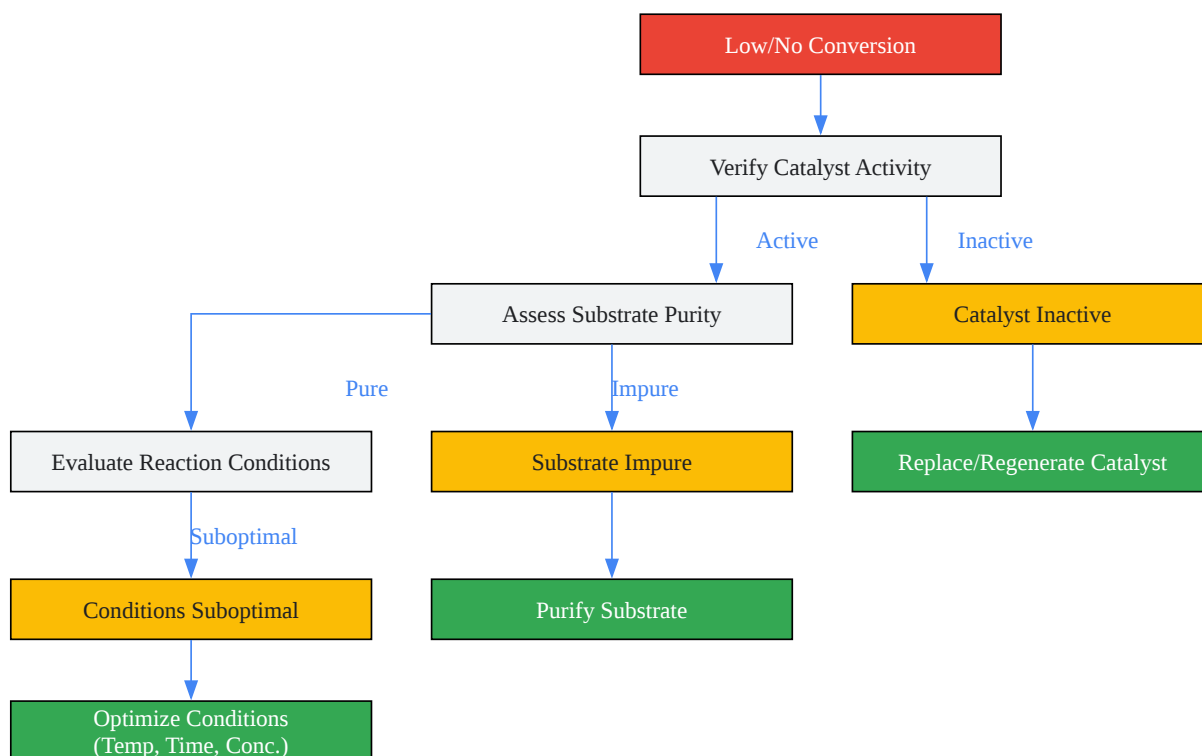 Low/No Conversion
Verify Catalyst Activity
Active
Inactive
Assess Substrate Purity
Catalyst Inactive
Pure
Impure
Evaluate Reaction Conditions
Substrate Impure
Replace/Regenerate Catalyst
Suboptimal
Conditions Suboptimal
Purify Substrate
Optimize Conditions
(Temp, Time, Conc.)